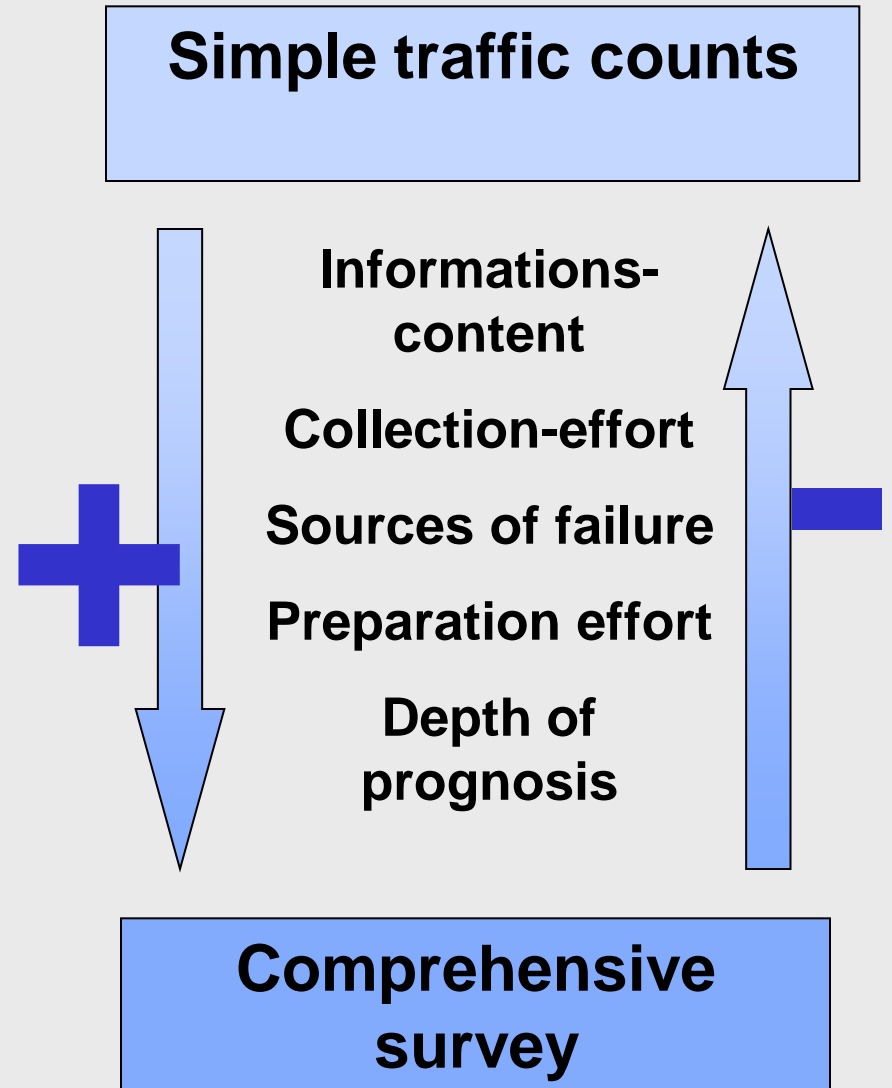 Simple traffic counts
Informations-
content
Collection-effort
Sources of failure
Preparation effort
Depth of
prognosis
Comprehensive
survey